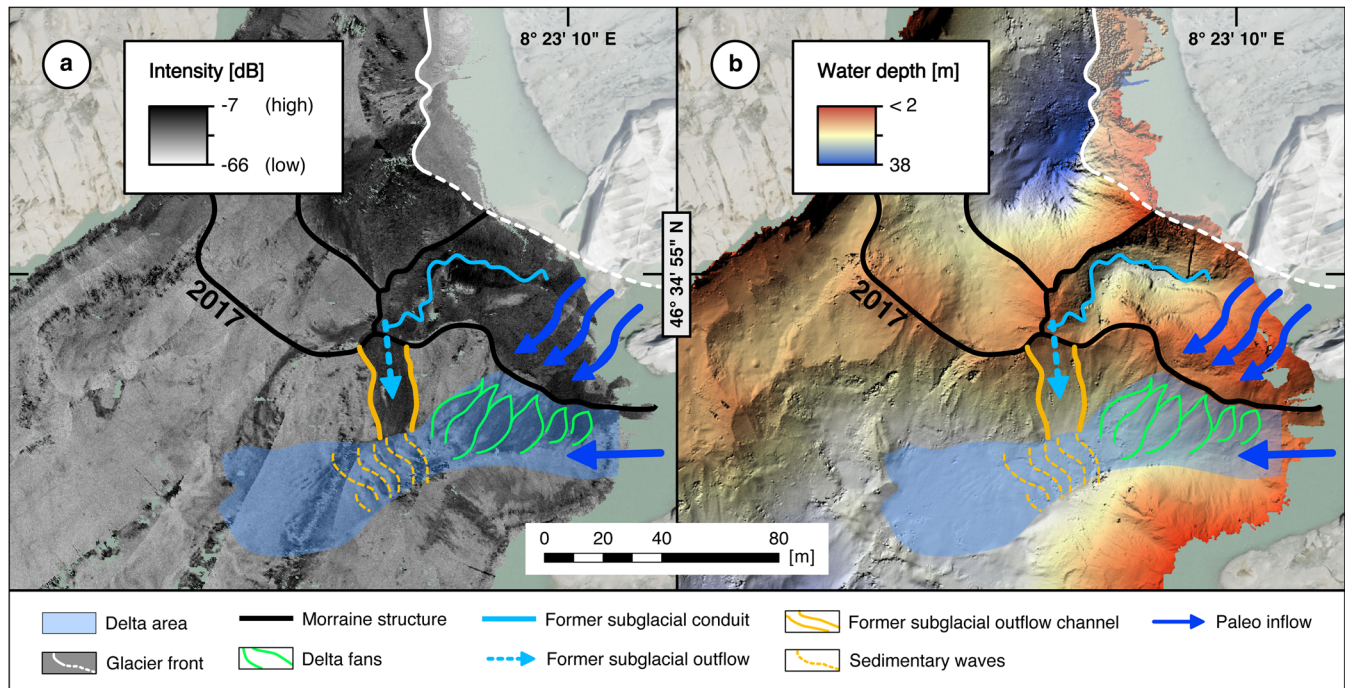 a
Intensity [dB]
-7 (high)
-66 (low)
8° 23' 10" E
2017
b
Water depth [m]
< 2
38
8° 23' 10" E
2017
46° 34' 55" N
0 20 40 80 [m]
Delta area
Morraine structure
Former subglacial conduit
Former subglacial outflow channel
Paleo inflow
Glacier front
Delta fans
Former subglacial outflow
Sedimentary waves